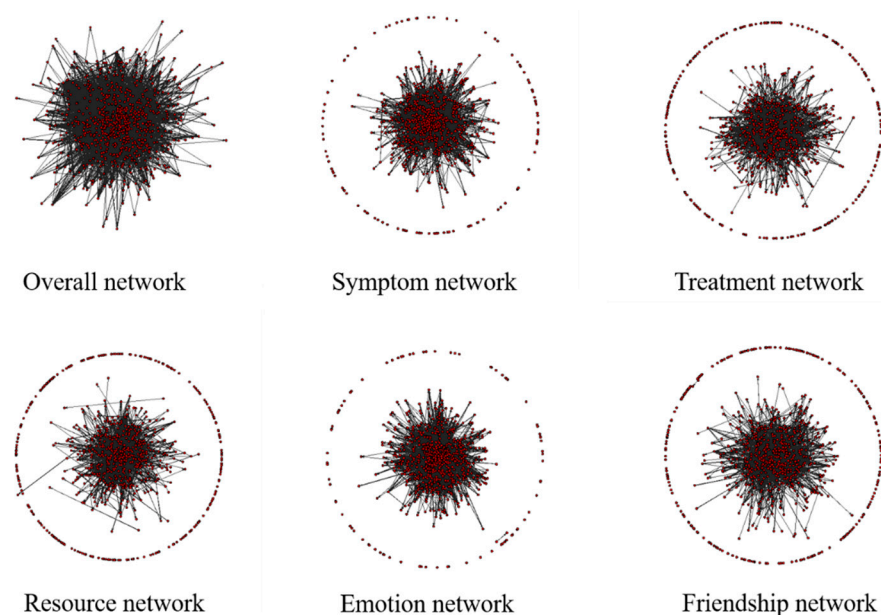 Overall network
Symptom network
Treatment network
Resource network
Emotion network
Friendship network